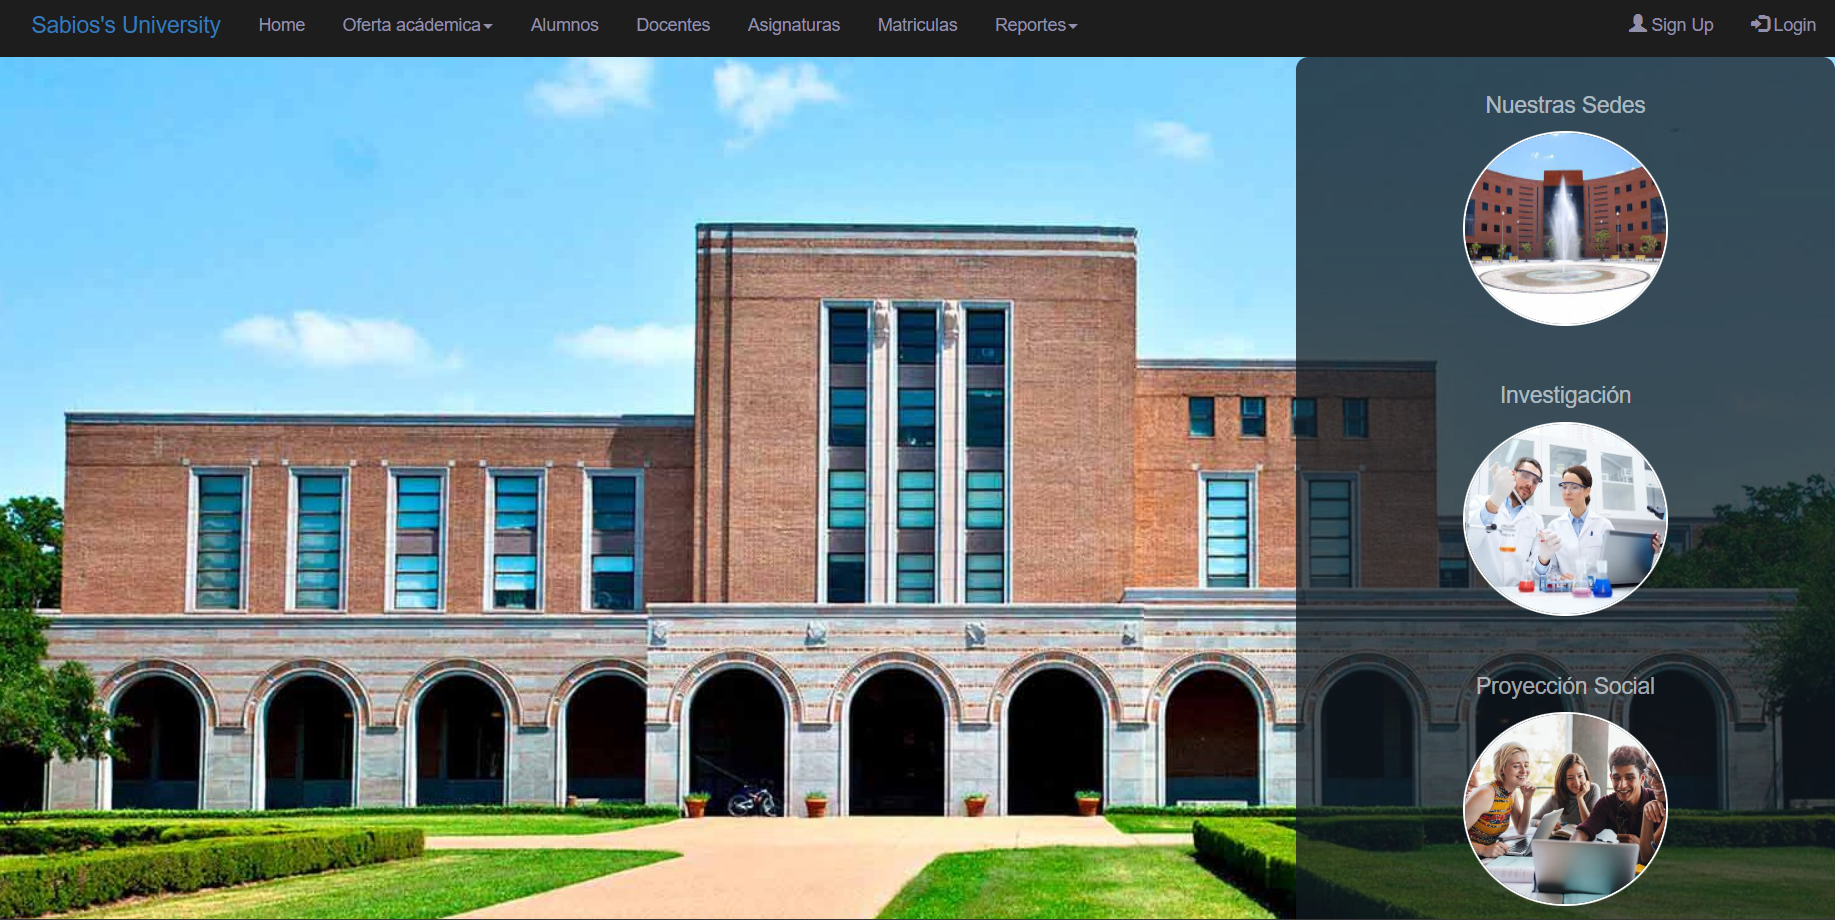 Sabios's University Home Oferta acádemica Alumnos Docentes Asignaturas Matriculas Reportes Sign Up Login
Nuestras Sedes
Investigación
Proyección Social